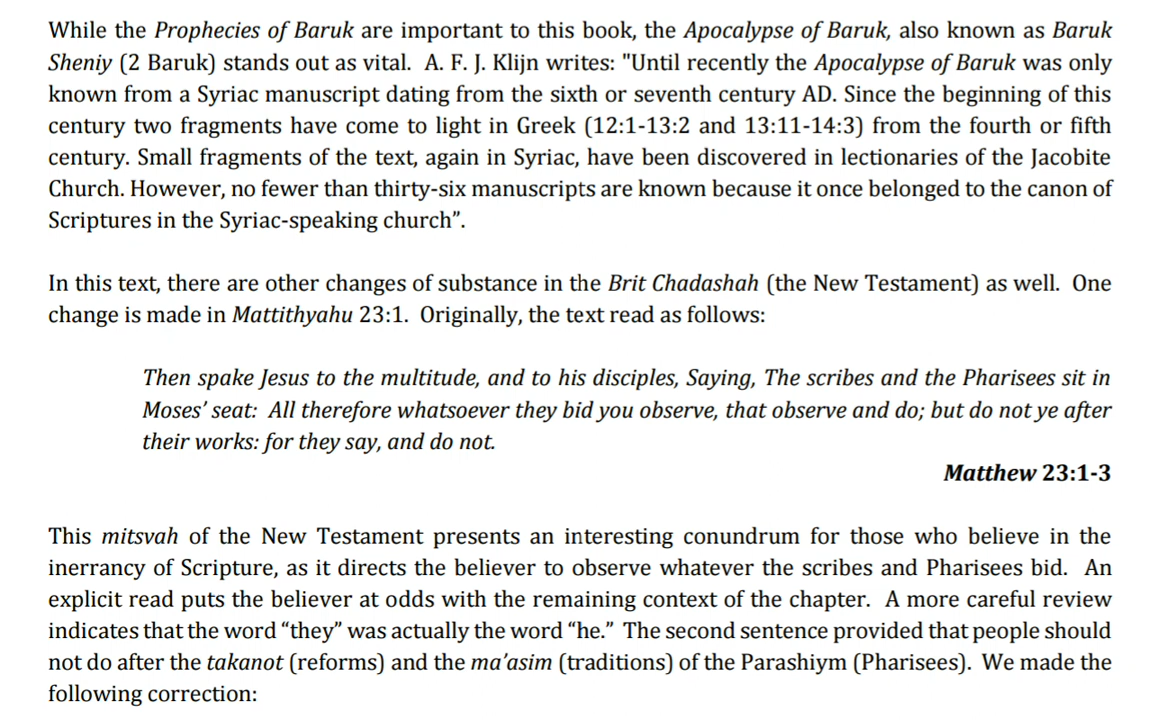 While the Prophecies of Baruk are important to this book, the Apocalypse of Baruk, also known as Baruk
Sheniy (2 Baruk) stands out as vital.  A. F. J. Klijn writes: "Until recently the Apocalypse of Baruk was only
known from a Syriac manuscript dating from the sixth or seventh century AD. Since the beginning of this
century two fragments have come to light in Greek (12:1-13:2 and 13:11-14:3) from the fourth or fifth
century. Small fragments of the text, again in Syriac, have been discovered in lectionaries of the Jacobite
Church. However, no fewer than thirty-six manuscripts are known because it once belonged to the canon of
Scriptures in the Syriac-speaking church”.
In this text, there are other changes of substance in the Brit Chadashah (the New Testament) as well.  One
change is made in Mattithyahu 23:1.  Originally, the text read as follows:
Then spake Jesus to the multitude, and to his disciples, Saying, The scribes and the Pharisees sit in
Moses’ seat:  All therefore whatsoever they bid you observe, that observe and do; but do not ye after
their works: for they say, and do not.
Matthew 23:1-3
This mitsvah of the New Testament presents an interesting conundrum for those who believe in the
inerrancy of Scripture, as it directs the believer to observe whatever the scribes and Pharisees bid.  An
explicit read puts the believer at odds with the remaining context of the chapter.  A more careful review
indicates that the word “they” was actually the word “he.”  The second sentence provided that people should
not do after the takanot (reforms) and the ma’asim (traditions) of the Parashiym (Pharisees).  We made the
following correction: